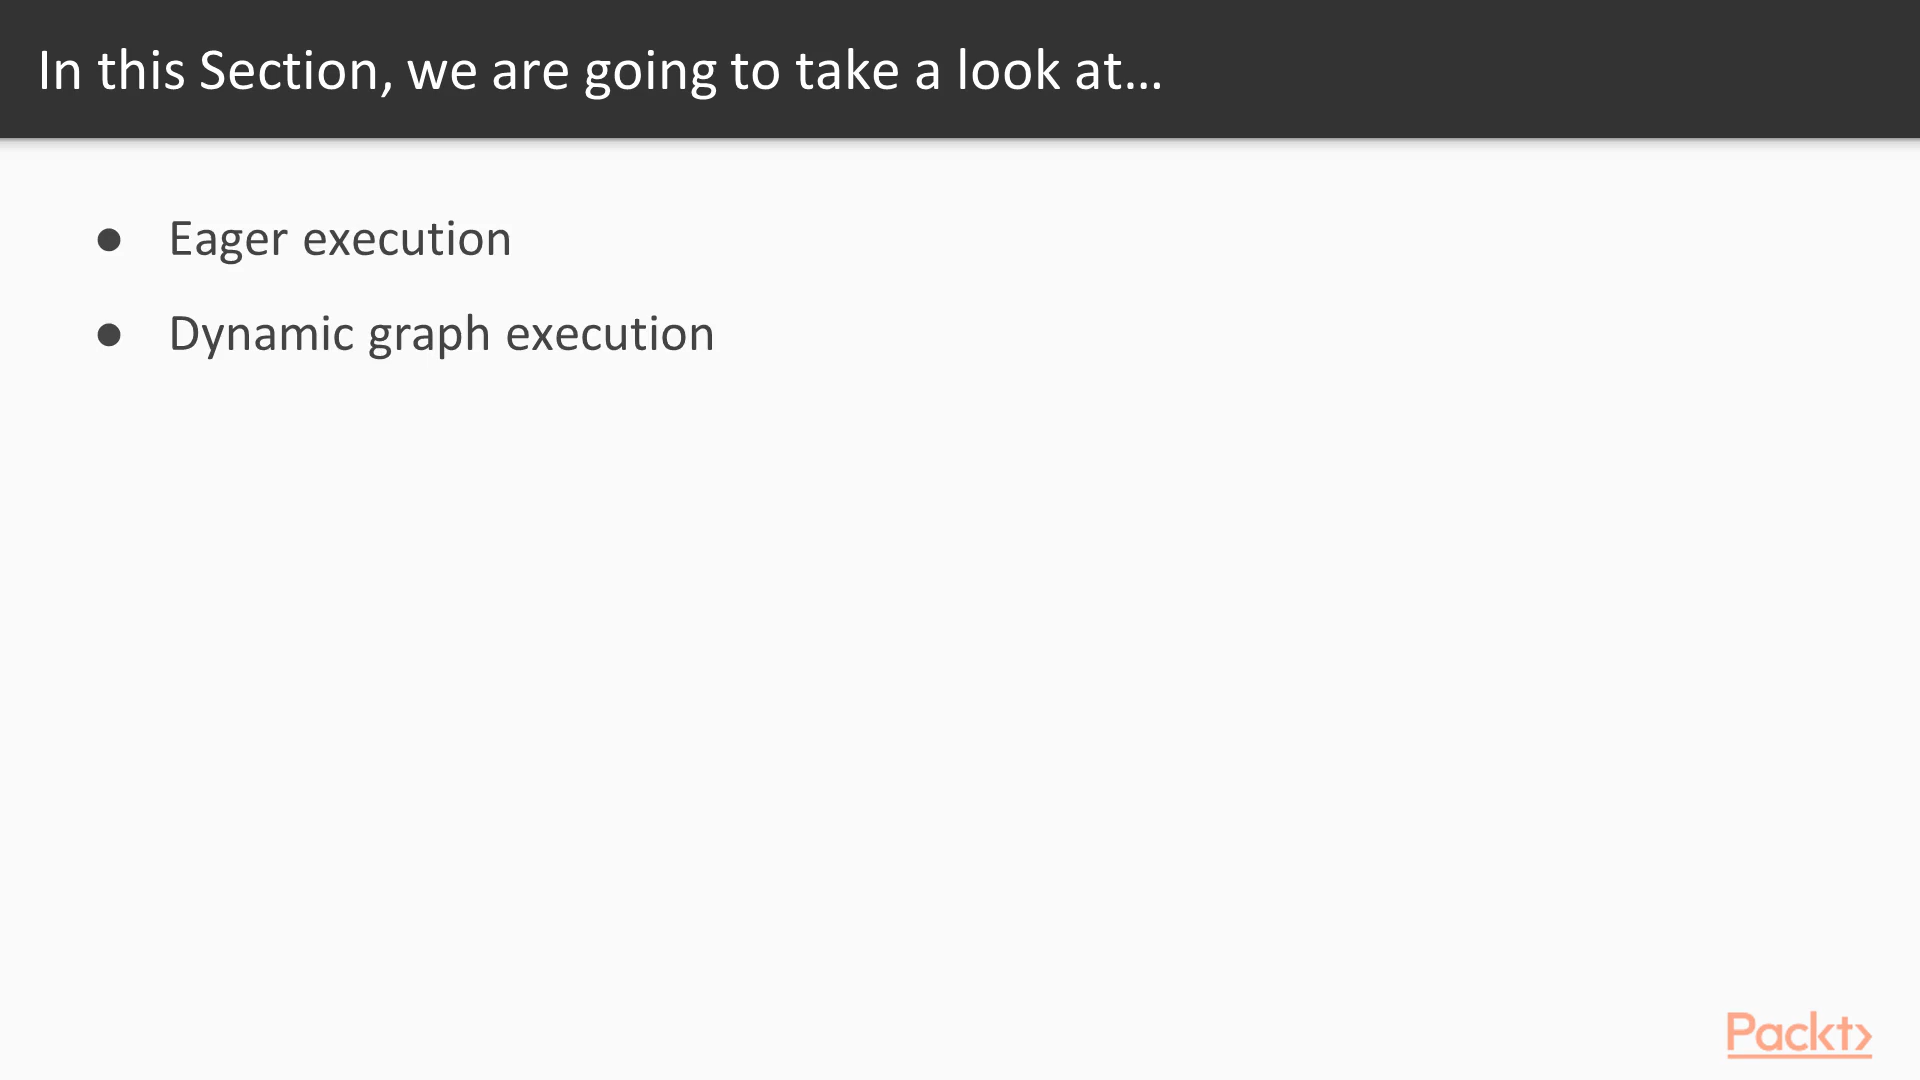 In this Section, we are going to take a look at...
● Eager execution
● Dynamic graph execution
Packt>